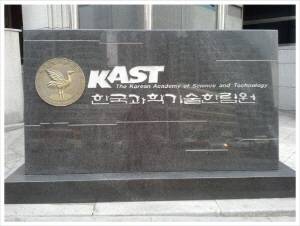 KAST
The Korean Academy of Science and Technology
한국과학기술한림원